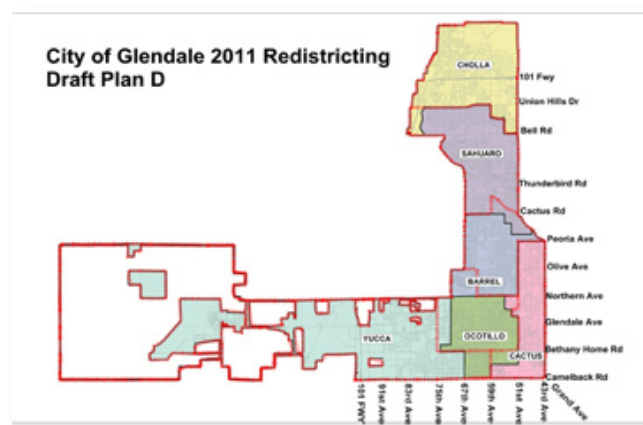 City of Glendale 2011 Redistricting
Draft Plan D
CHOLLA
101 Fwy
Union Hills Dr
Bell Rd
SAHUARO
Thunderbird Rd
Cactus Rd
Peoria Ave
Olive Ave
BARREL
Northern Ave
Glendale Ave
YUCCA
OCOTILLO
Bethany Home Rd
CACTUS
Camelback Rd
101 FWY
91st Ave
83rd Ave
75th Ave
67th Ave
59th Ave
51st Ave
43rd Ave
Grand Ave